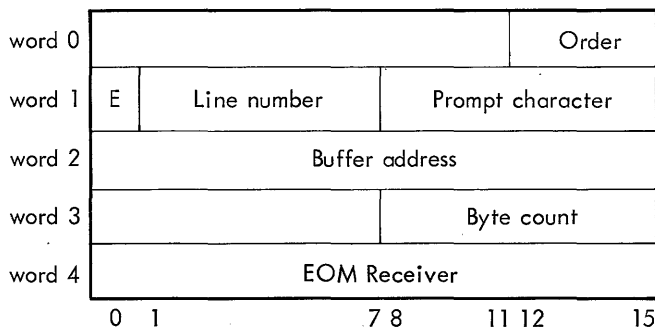 word 0 Order
word 1 E Line number Prompt character
word 2 Buffer address
word 3 Byte count
word 4 EOM Receiver
0 1 7 8 11 12 15